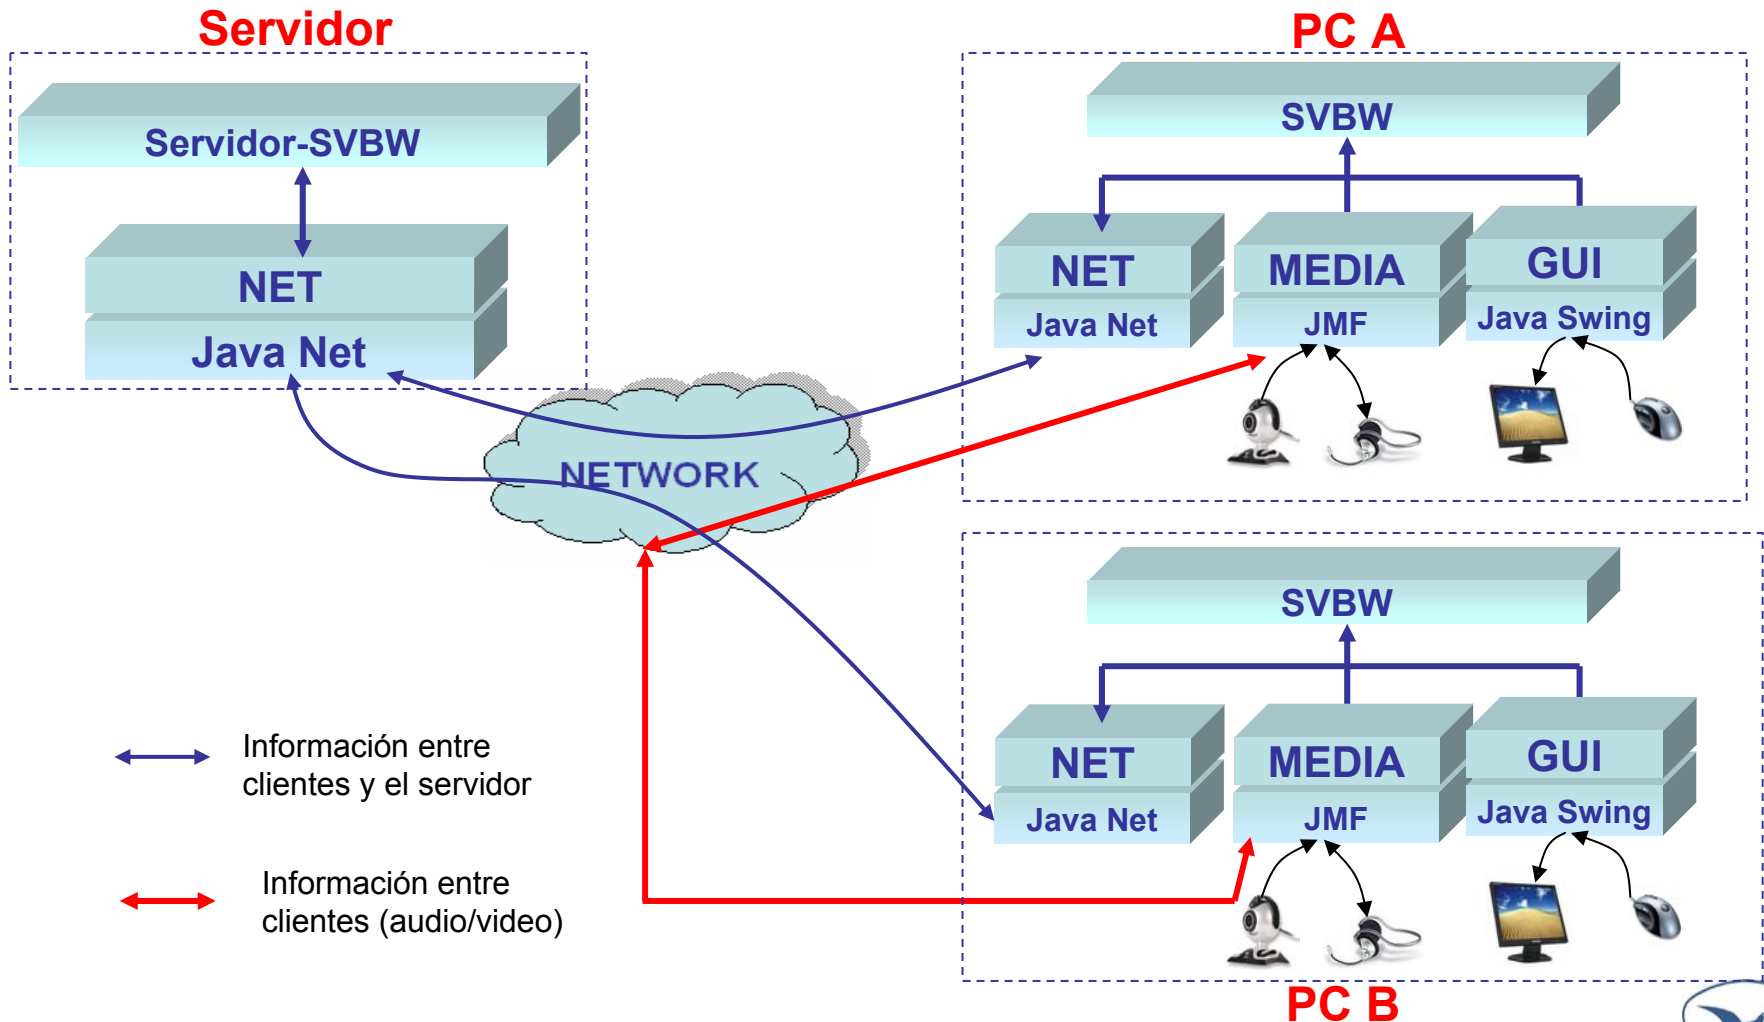 Servidor
Servidor-SVBW
NET
Java Net
PC A
SVBW
NET
MEDIA
GUI
Java Net
JMF
Java Swing
NETWORK
SVBW
NET
MEDIA
GUI
Java Net
JMF
Java Swing
PC B
Información entre
clientes y el servidor
Información entre
clientes (audio/video)